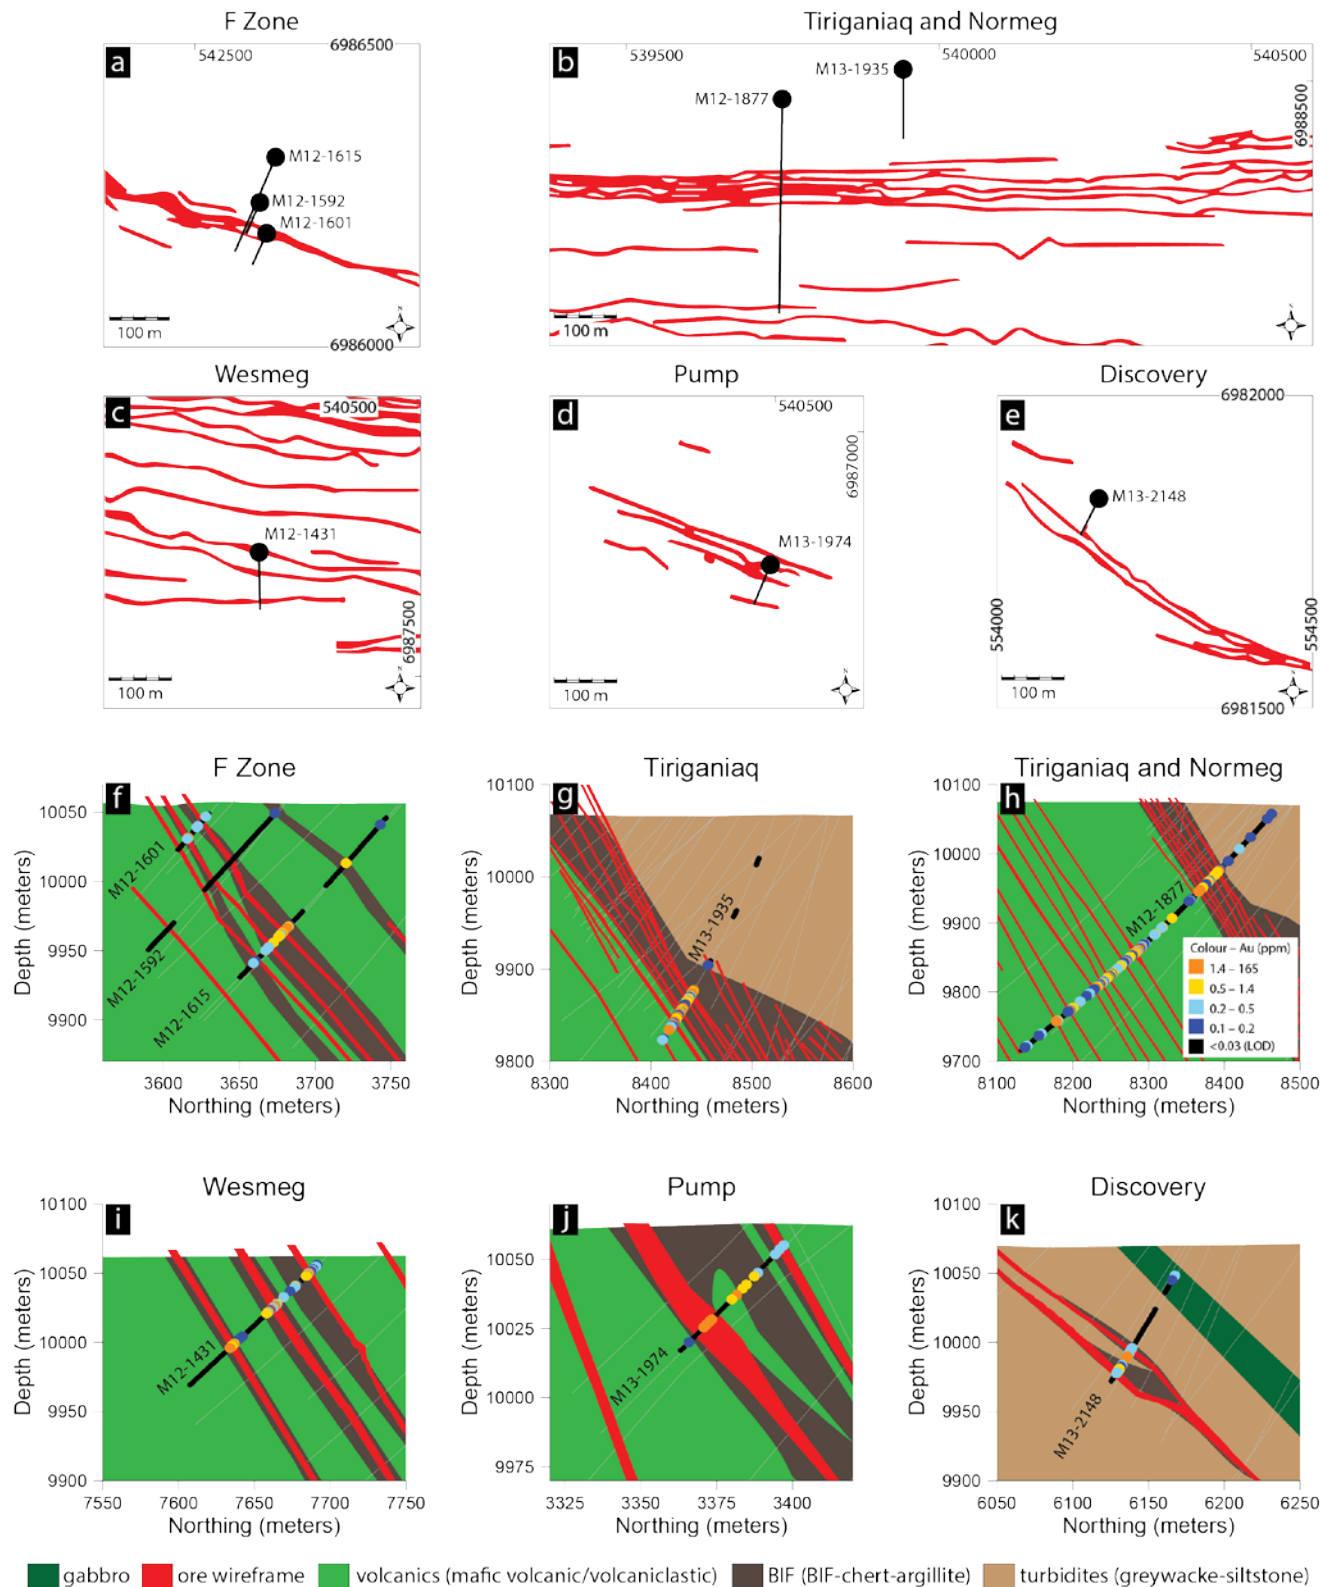 F Zone
Tiriganiaq and Normeg
a
542500
6986500
M12-1615
M12-1592
M12-1601
100 m
N
6986000
b
539500
540000
540500
M13-1935
M12-1877
6988500
100 m
N
Wesmeg
Pump
Discovery
c
540500
M12-1431
6987500
100 m
N
d
540500
6987000
M13-1974
100 m
N
e
6982000
M13-2148
554000
554500
100 m
N
6981500
F Zone
Tiriganiaq
Tiriganiaq and Normeg
f
Depth (meters)
10050
10000
9950
9900
M12-1601
M12-1592
M12-1615
3600 3650 3700 3750
Northing (meters)
g
Depth (meters)
10100
10000
9900
9800
M13-1935
8300 8400 8500 8600
Northing (meters)
h
Depth (meters)
10100
10000
9900
9800
9700
M12-1877
Colour – Au (ppm)
1.4 – 165
0.5 – 1.4
0.2 – 0.5
0.1 – 0.2
<0.03 (LOD)
8100 8200 8300 8400 8500
Northing (meters)
Wesmeg
Pump
Discovery
i
Depth (meters)
10100
10050
10000
9950
9900
M12-1431
7550 7600 7650 7700 7750
Northing (meters)
j
Depth (meters)
10050
10025
10000
9975
M13-1974
3325 3350 3375 3400
Northing (meters)
k
Depth (meters)
10100
10050
10000
9950
9900
M13-2148
6050 6100 6150 6200 6250
Northing (meters)
gabbro ore wireframe volcanics (mafic volcanic/volcaniclastic) BIF (BIF-chert-argillite) turbidites (greywacke-siltstone)